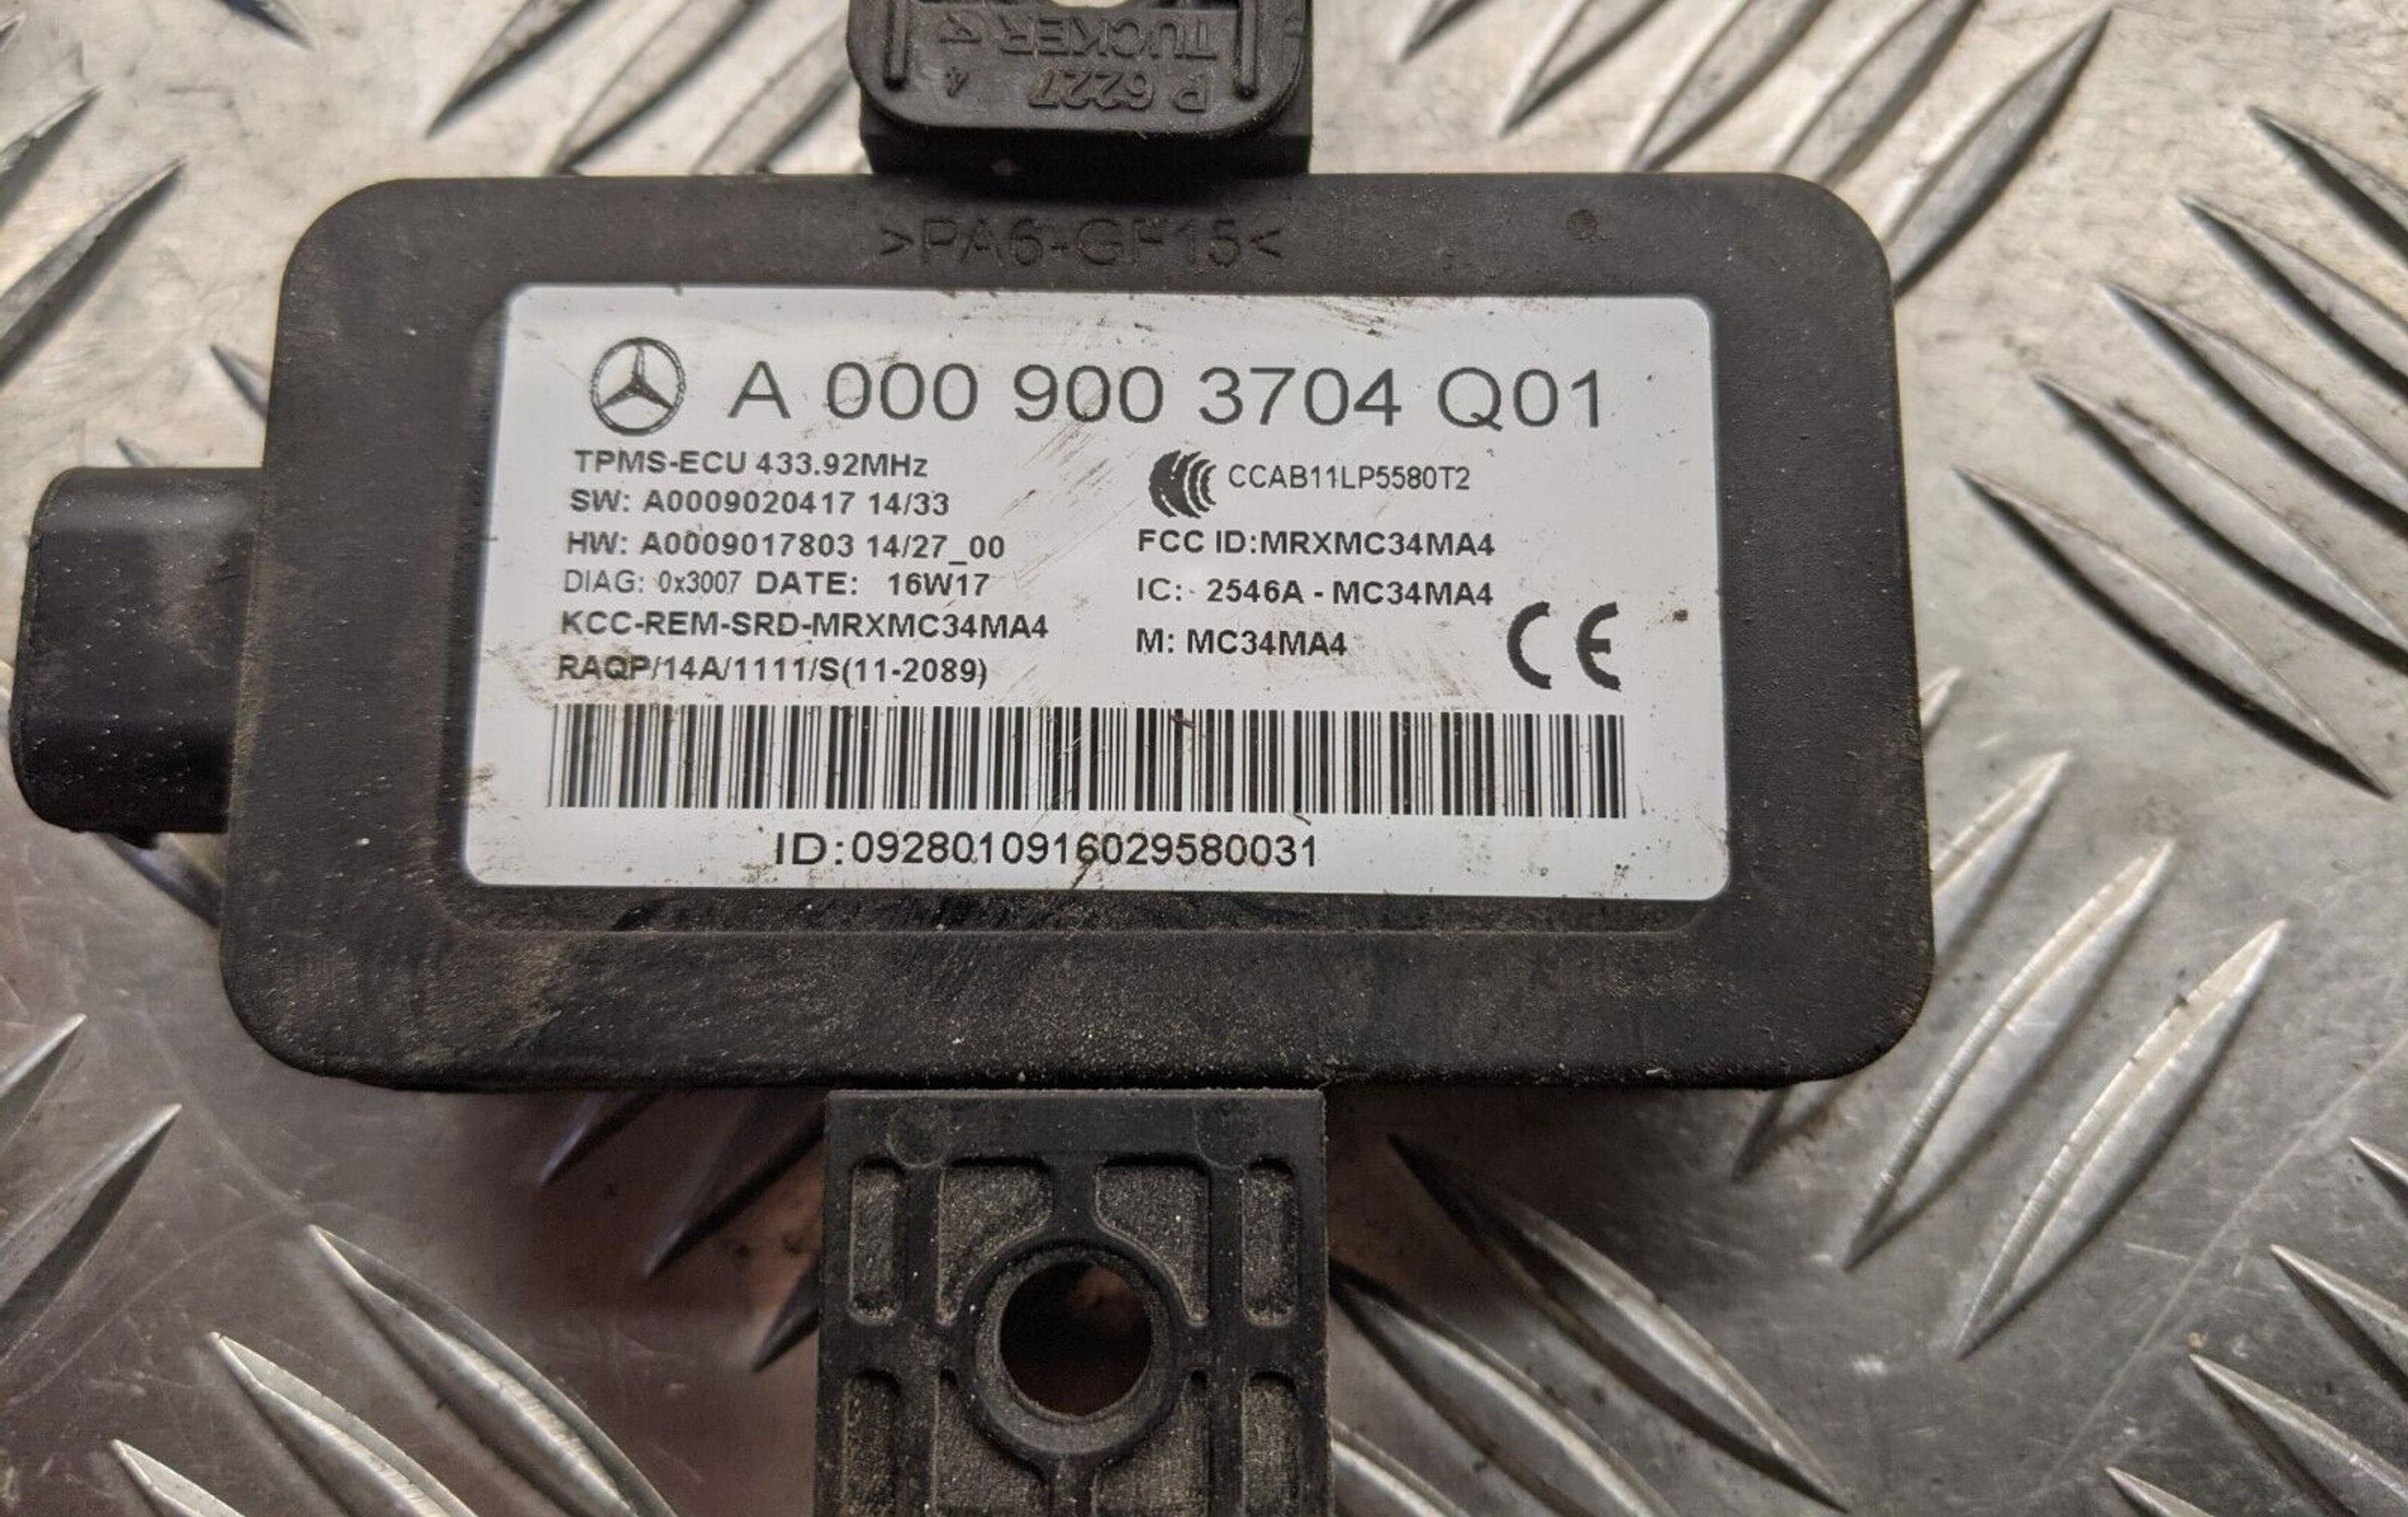 TUCKER
P 6227 4
>PA6-GF15<
A 000 900 3704 Q01
TPMS-ECU 433.92MHz
SW: A0009020417 14/33
HW: A0009017803 14/27_00
DIAG: 0x3007 DATE: 16W17
KCC-REM-SRD-MRXMC34MA4
RAQP/14A/1111/S(11-2089)
CCAB11LP5580T2
FCC ID:MRXMC34MA4
IC: 2546A - MC34MA4
M: MC34MA4
CE
ID:0928010916029580031